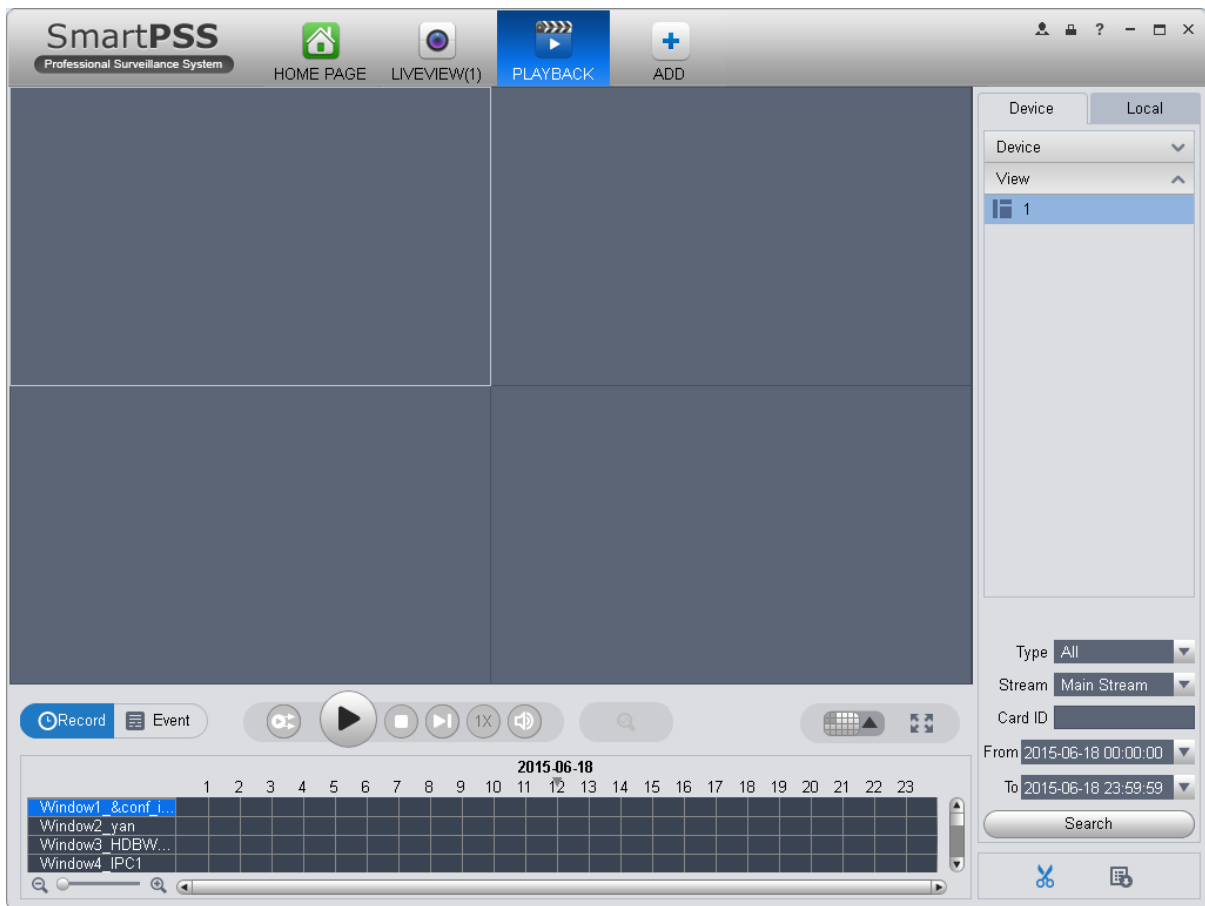 SmartPSS
Professional Surveillance System
HOME PAGE
LIVEVIEW(1)
PLAYBACK
ADD
?
Device
Local
Device
View
1
Type All
Stream Main Stream
Card ID
From 2015-06-18 00:00:00
To 2015-06-18 23:59:59
Search
Record
Event
1X
2015-06-18
1 2 3 4 5 6 7 8 9 10 11 12 13 14 15 16 17 18 19 20 21 22 23
Window1_&conf_i...
Window2_yan
Window3_HDBW...
Window4_IPC1